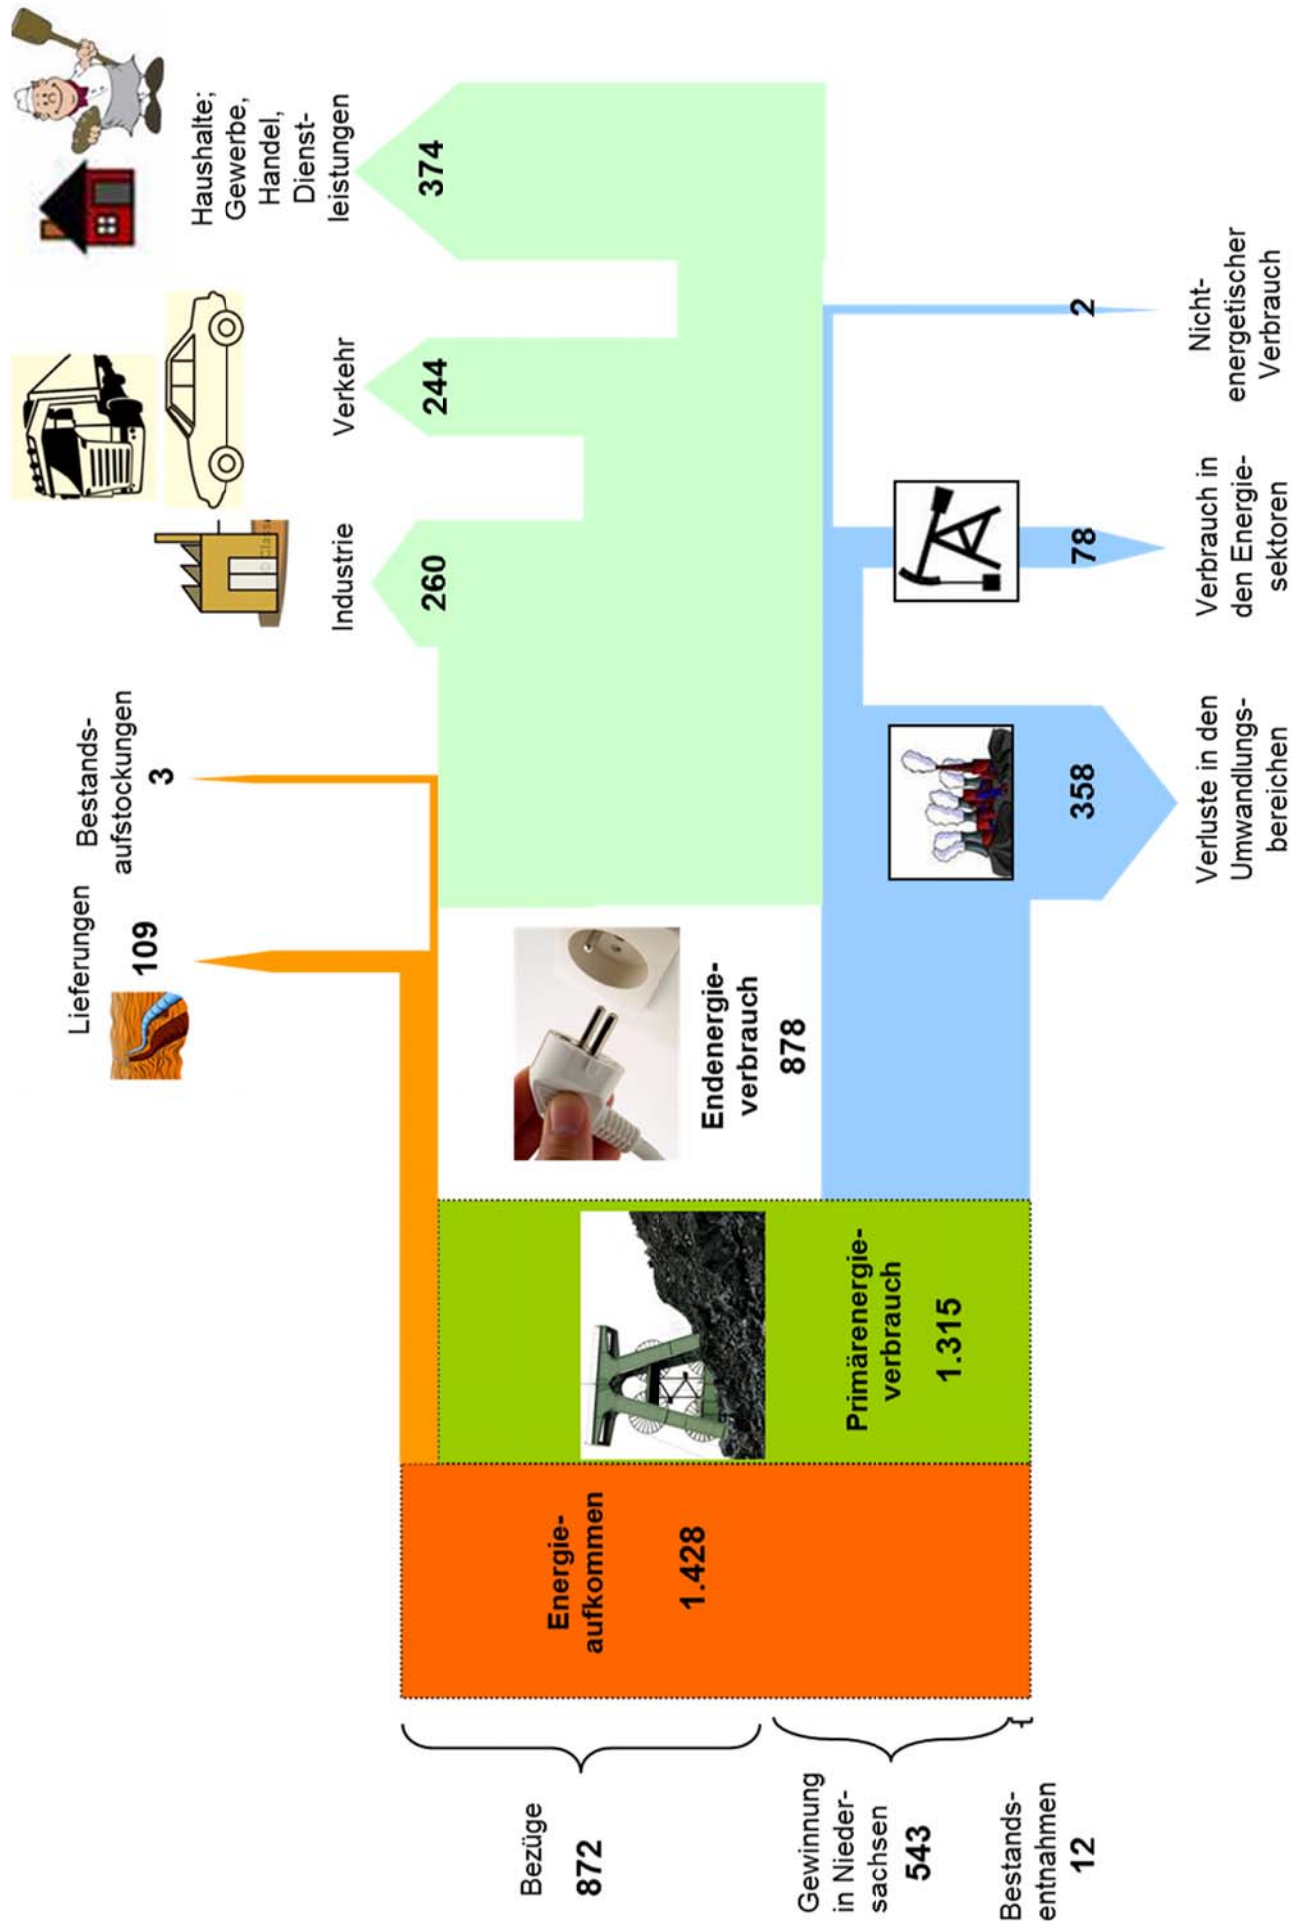 Bezüge
872
Gewinnung
in Nieder-
sachsen
543
Bestands-
entnahmen
12
Energie-
aufkommen
1.428
Primärenergie-
verbrauch
1.315
Endenergie-
verbrauch
878
Lieferungen
109
Bestands-
aufstockungen
3
Industrie
260
Verkehr
244
Haushalte;
Gewerbe,
Handel,
Dienst-
leistungen
374
358
Verluste in den
Umwandlungs-
bereichen
78
Verbrauch in
den Energie-
sektoren
2
Nicht-
energetischer
Verbrauch